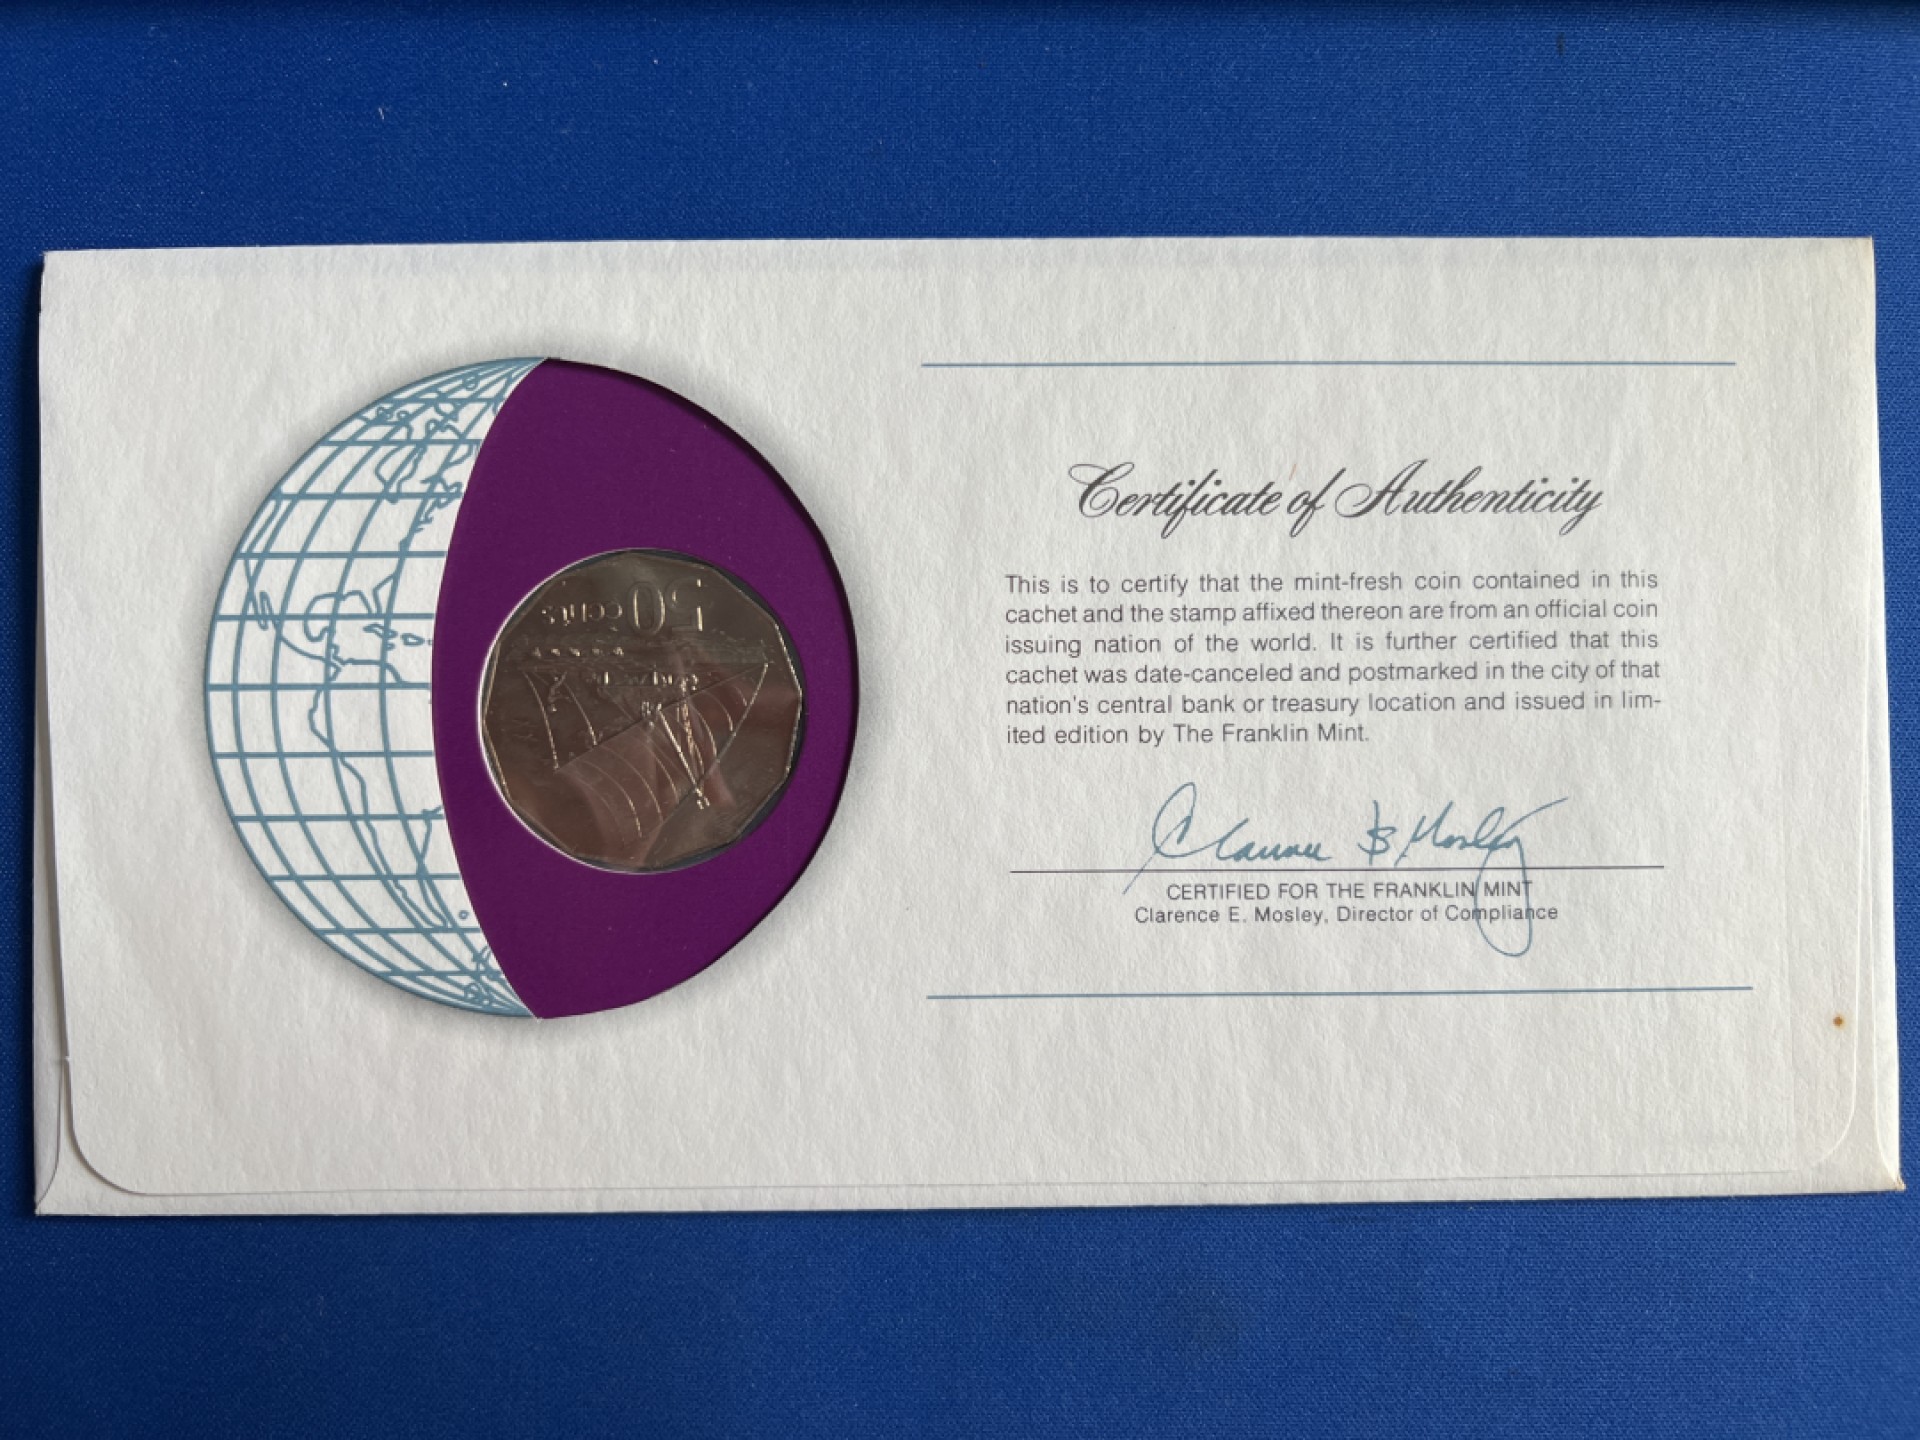 50 cents
Certificate of Authenticity
This is to certify that the mint-fresh coin contained in this
cachet and the stamp affixed thereon are from an official coin
issuing nation of the world. It is further certified that this
cachet was date-canceled and postmarked in the city of that
nation's central bank or treasury location and issued in lim-
ited edition by The Franklin Mint.
CERTIFIED FOR THE FRANKLIN MINT
Clarence E. Mosley, Director of Compliance